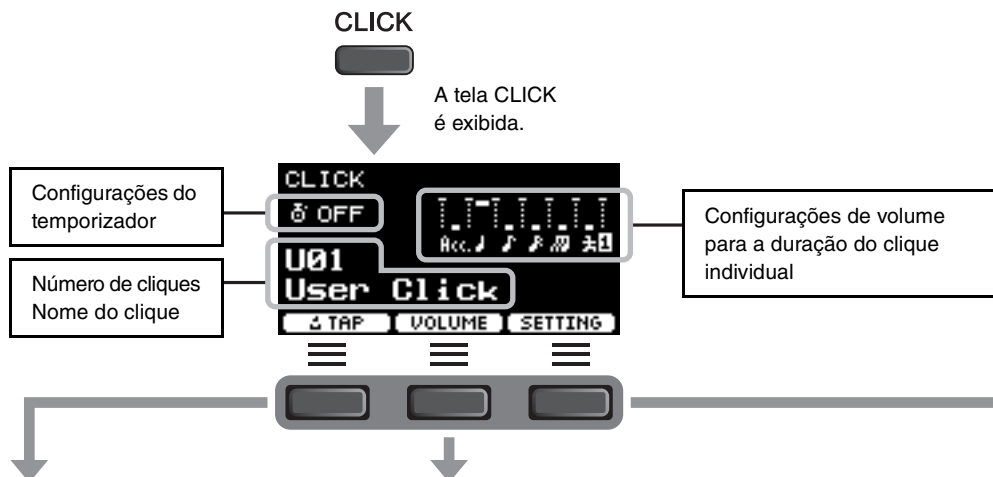 CLICK
A tela CLICK
é exibida.
Configurações do
temporizador
Número de cliques
Nome do clique
CLICK
OFF
Acc.
1
U01
User Click
TAP
VOLUME
SETTING
Configurações de volume
para a duração do clique
individual